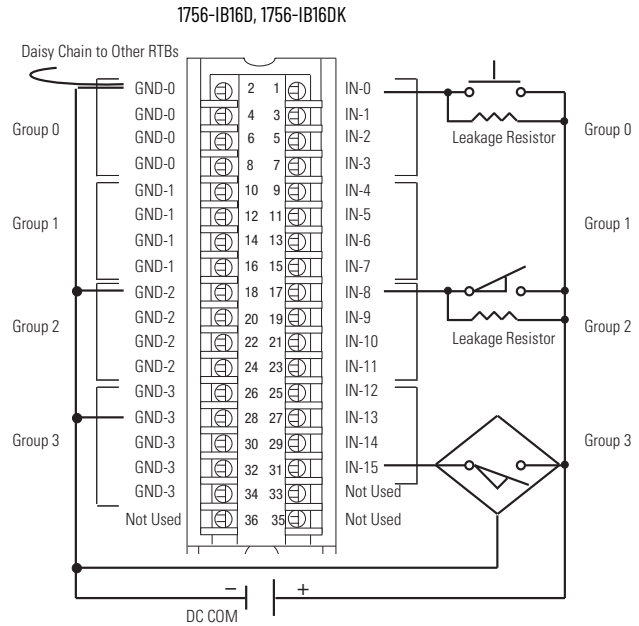 1756-IB16D, 1756-IB16DK
Daisy Chain to Other RTBs
GND-0 2 1 IN-0
GND-0 4 3 IN-1
Group 0 GND-0 6 5 IN-2 Leakage Resistor Group 0
GND-0 8 7 IN-3
GND-1 10 9 IN-4
GND-1 12 11 IN-5
Group 1 GND-1 14 13 IN-6 Group 1
GND-1 16 15 IN-7
GND-2 18 17 IN-8
GND-2 20 19 IN-9
Group 2 GND-2 22 21 IN-10 Leakage Resistor Group 2
GND-2 24 23 IN-11
GND-3 26 25 IN-12
GND-3 28 27 IN-13
Group 3 GND-3 30 29 IN-14 Group 3
GND-3 32 31 IN-15
GND-3 34 33 Not Used
Not Used 36 35 Not Used
– +
DC COM